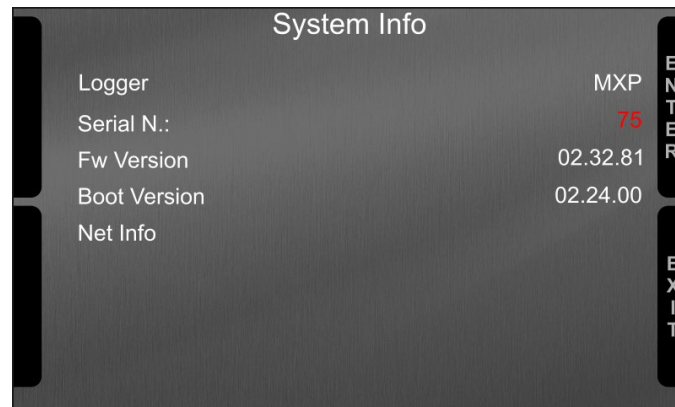 System Info
Logger MXP
Serial N.: 75
Fw Version 02.32.81
Boot Version 02.24.00
Net Info
ENTER
EXIT